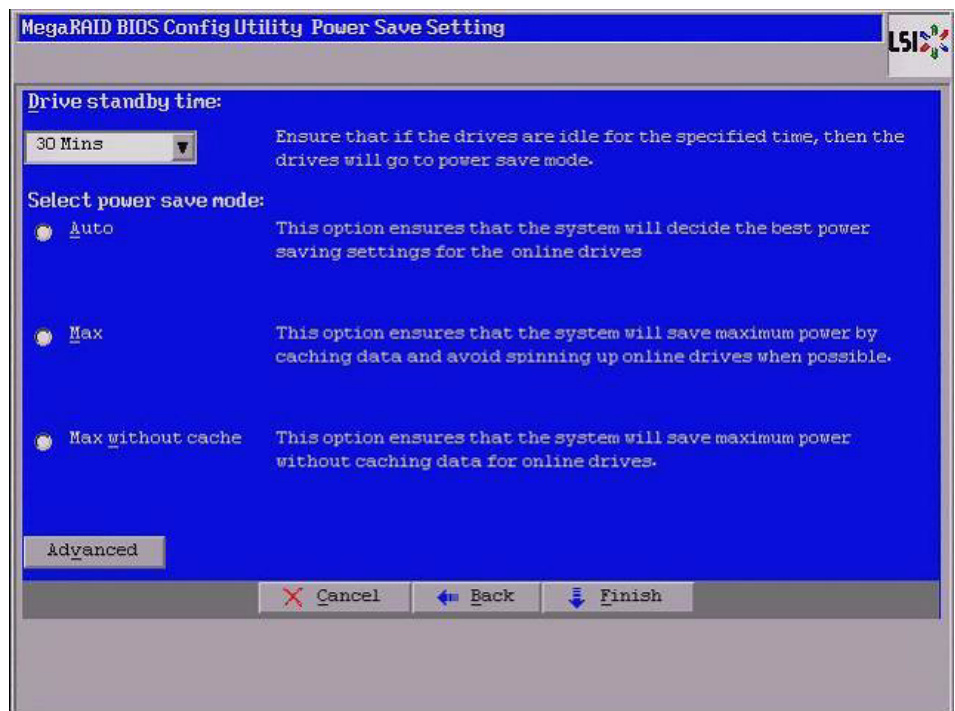 MegaRAID BIOS Config Utility Power Save Setting
LSI
Drive standby time:
30 Mins
Ensure that if the drives are idle for the specified time, then the
drives will go to power save mode.
Select power save mode:
Auto
This option ensures that the system will decide the best power
saving settings for the online drives
Max
This option ensures that the system will save maximum power by
caching data and avoid spinning up online drives when possible.
Max without cache
This option ensures that the system will save maximum power
without caching data for online drives.
Advanced
Cancel
Back
Finish